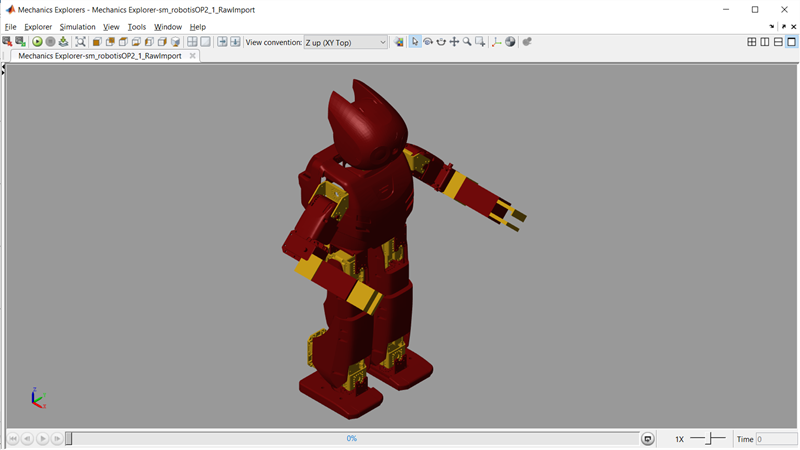 Mechanics Explorers - Mechanics Explorer-sm_robotisOP2_1_RawImport
File Explorer Simulation View Tools Window Help
View convention: Z up (XY Top)
Mechanics Explorer-sm_robotisOP2_1_RawImport
Z
Y
X
0%
1X
Time 0